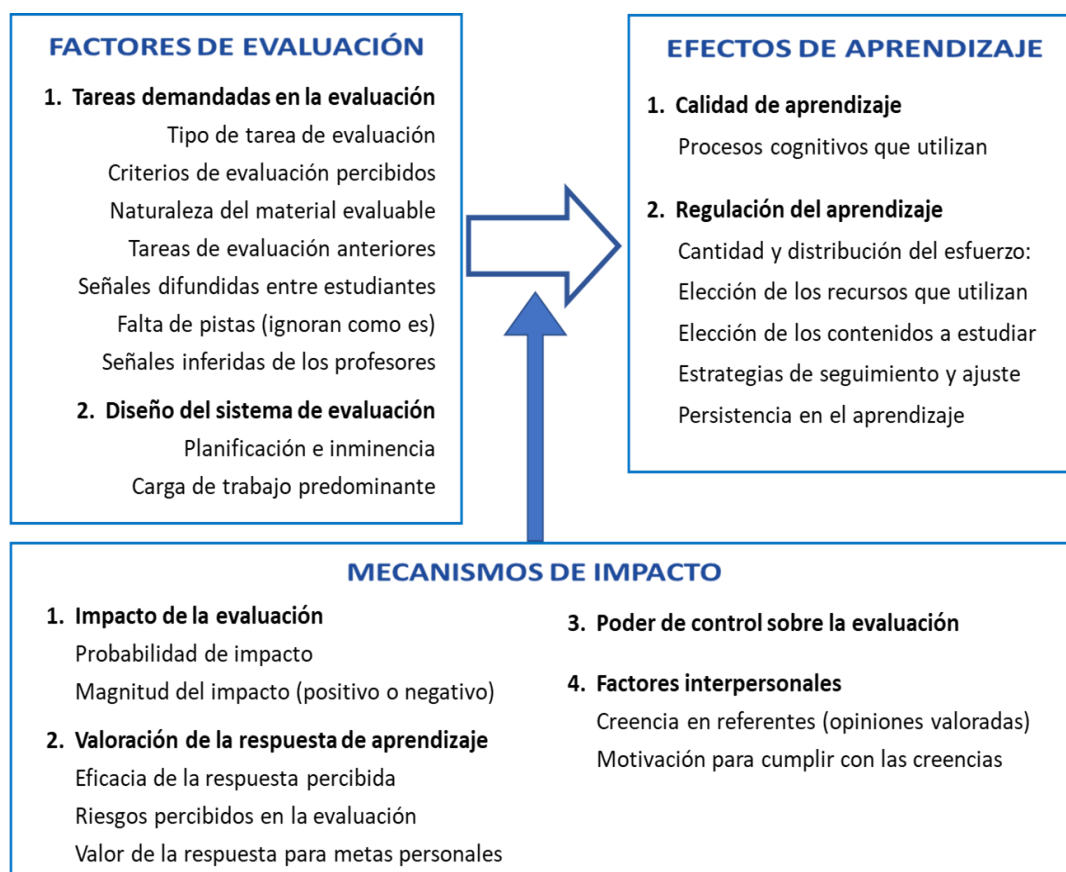 FACTORES DE EVALUACIÓN
1. Tareas demandadas en la evaluación
Tipo de tarea de evaluación
Criterios de evaluación percibidos
Naturaleza del material evaluable
Tareas de evaluación anteriores
Señales difundidas entre estudiantes
Falta de pistas (ignoran como es)
Señales inferidas de los profesores
2. Diseño del sistema de evaluación
Planificación e inminencia
Carga de trabajo predominante
EFECTOS DE APRENDIZAJE
1. Calidad de aprendizaje
Procesos cognitivos que utilizan
2. Regulación del aprendizaje
Cantidad y distribución del esfuerzo:
Elección de los recursos que utilizan
Elección de los contenidos a estudiar
Estrategias de seguimiento y ajuste
Persistencia en el aprendizaje
MECANISMOS DE IMPACTO
1. Impacto de la evaluación
Probabilidad de impacto
Magnitud del impacto (positivo o negativo)
2. Valoración de la respuesta de aprendizaje
Eficacia de la respuesta percibida
Riesgos percibidos en la evaluación
Valor de la respuesta para metas personales
3. Poder de control sobre la evaluación
4. Factores interpersonales
Creencia en referentes (opiniones valoradas)
Motivación para cumplir con las creencias